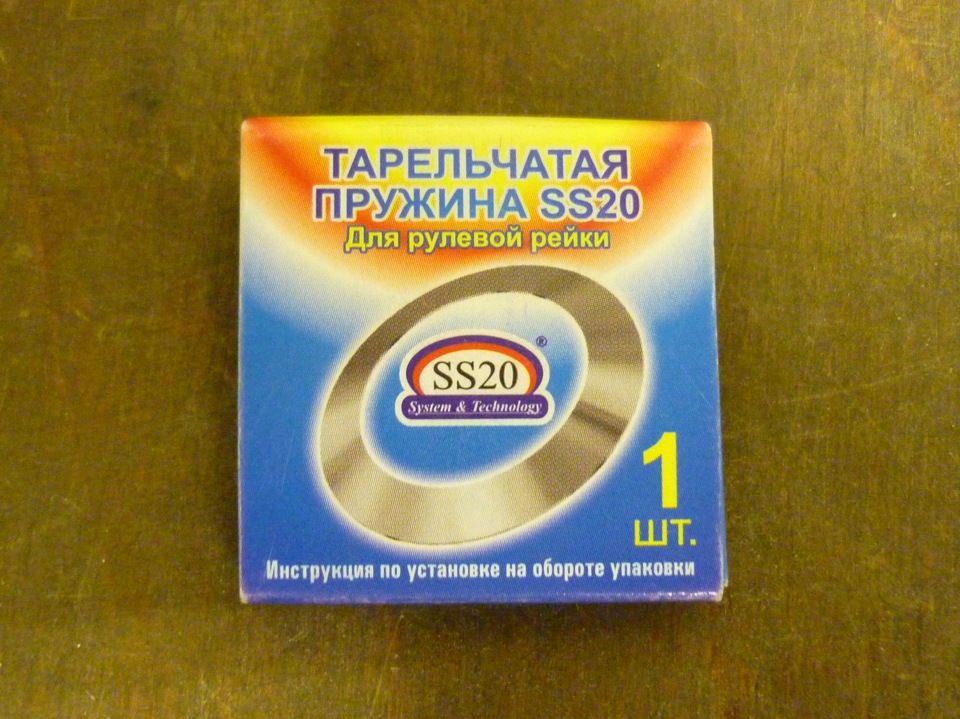 ТАРЕЛЬЧАТАЯ
ПРУЖИНА SS20
Для рулевой рейки
®
SS20
System & Technology
1
шт.
Инструкция по установке на обороте упаковки